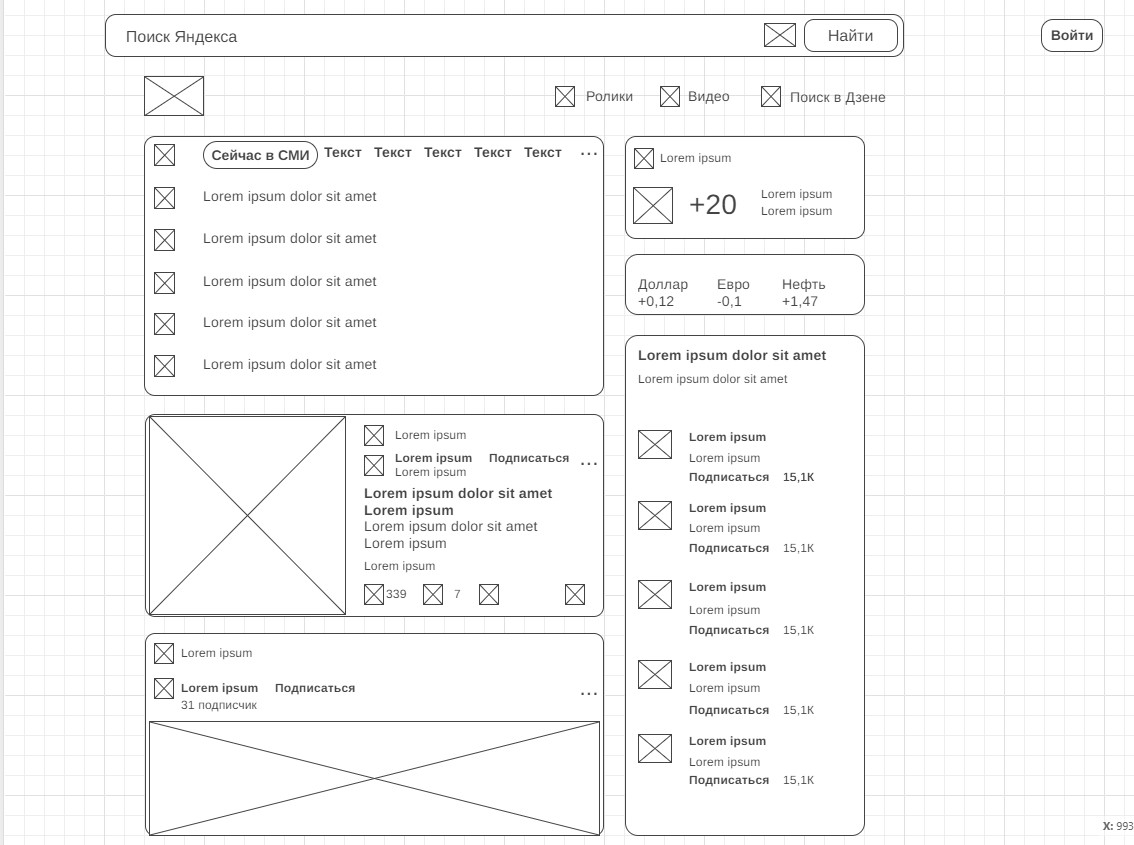 Поиск Яндекса
Найти
Войти
Ролики
Видео
Поиск в Дзене
Сейчас в СМИ Текст Текст Текст Текст Текст ...
Lorem ipsum dolor sit amet
Lorem ipsum dolor sit amet
Lorem ipsum dolor sit amet
Lorem ipsum dolor sit amet
Lorem ipsum dolor sit amet
Lorem ipsum
+20
Lorem ipsum
Lorem ipsum
Доллар Евро Нефть
+0,12 -0,1 +1,47
Lorem ipsum
Lorem ipsum Подписаться ...
Lorem ipsum
Lorem ipsum dolor sit amet
Lorem ipsum
Lorem ipsum dolor sit amet
Lorem ipsum
Lorem ipsum
339 7
Lorem ipsum
Lorem ipsum Подписаться ...
31 подписчик
Lorem ipsum dolor sit amet
Lorem ipsum dolor sit amet
Lorem ipsum
Lorem ipsum
Подписаться 15,1К
Lorem ipsum
Lorem ipsum
Подписаться 15,1К
Lorem ipsum
Lorem ipsum
Подписаться 15,1К
Lorem ipsum
Lorem ipsum
Подписаться 15,1К
Lorem ipsum
Lorem ipsum
Подписаться 15,1К
X: 993